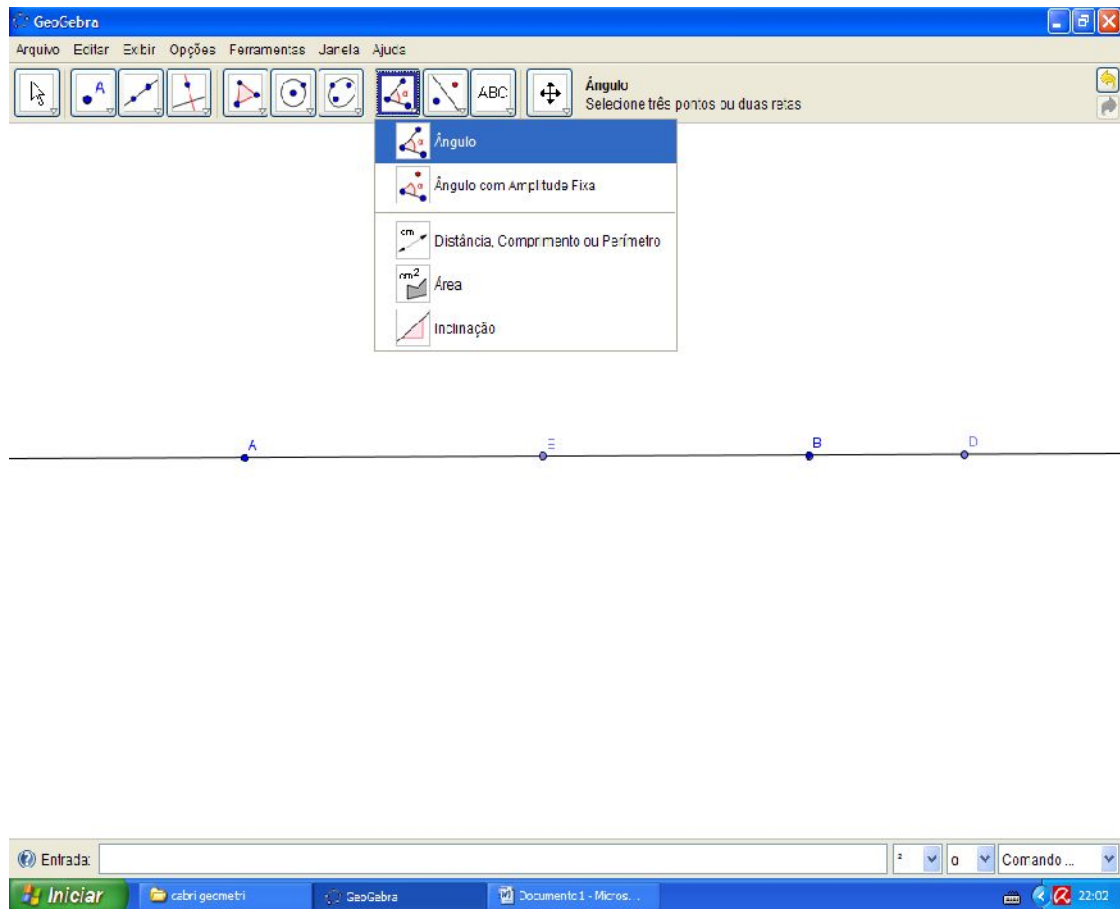 GeoGebra
Arquivo Editar Exibir Opções Ferramentas Janela Ajuda
A
ABC
Ângulo
Selecione três pontos ou duas retas
α Ângulo
α Ângulo com Amplitude Fixa
cm Distância, Comprimento ou Perímetro
cm² Área
Inclinação
A E B D
Entrada: ² α Comando ...
Iniciar cabri geometri GeoGebra Documento1 - Micros... 22:02